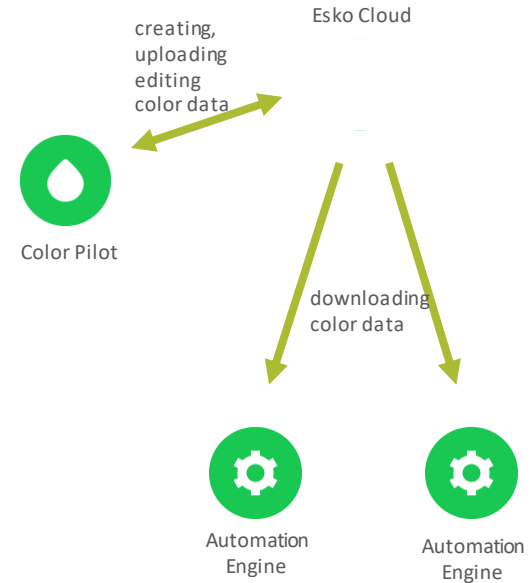 Esko Cloud
creating,
uploading
editing
color data
Color Pilot
downloading
color data
Automation
Engine
Automation
Engine